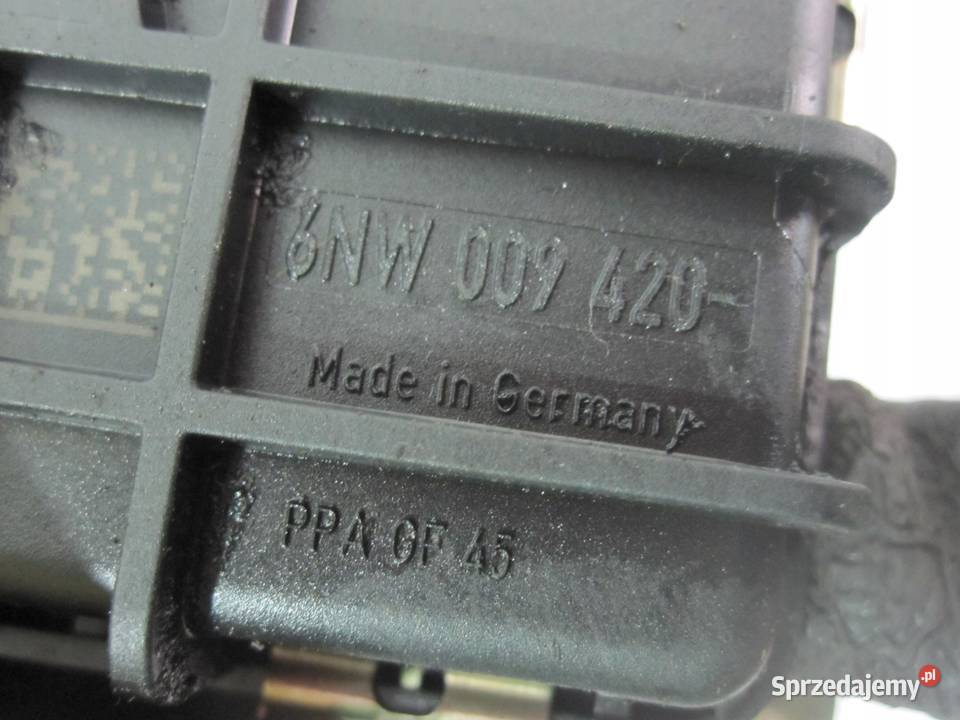 6NW 009 420-
Made in Germany
PPA GF 45
Sprzedajemy.pl